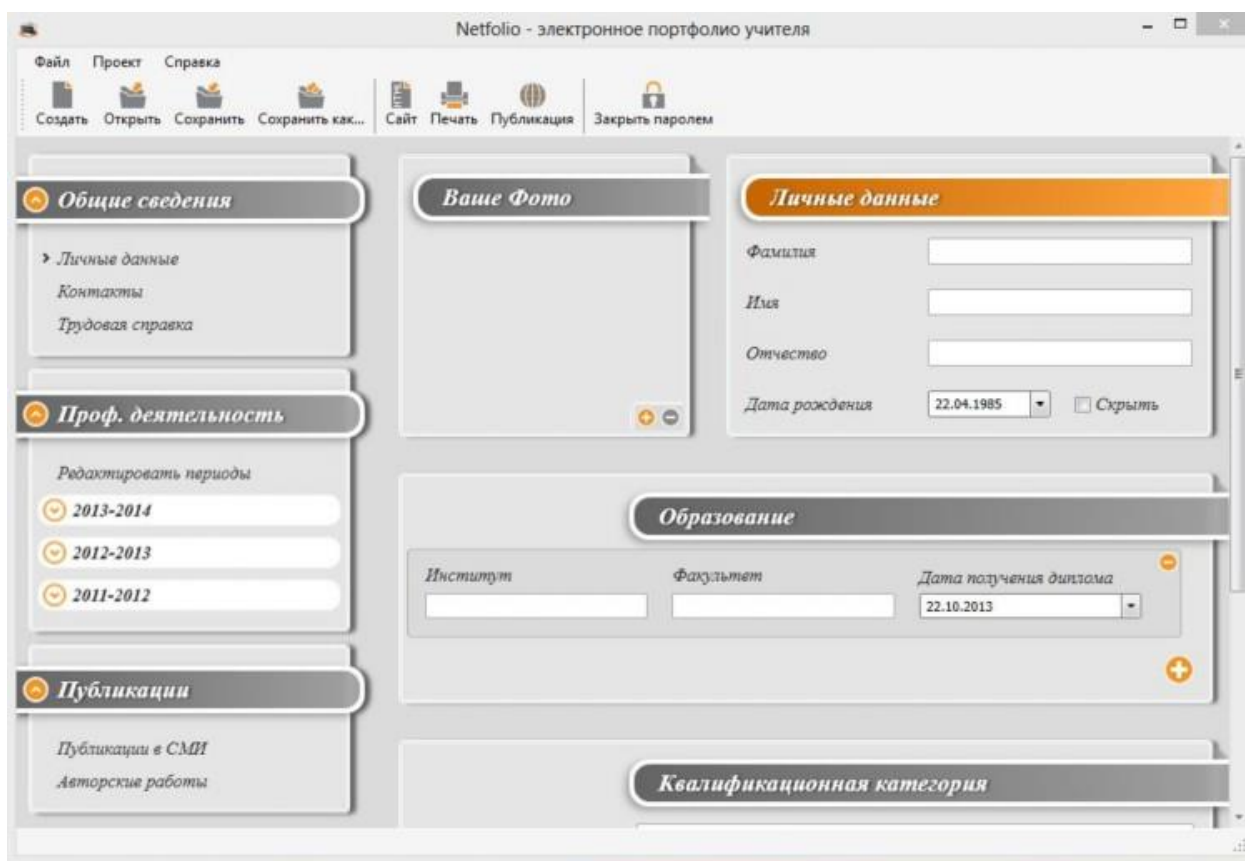 Netfolio - электронное портфолио учителя
Файл Проект Справка
Создать Открыть Сохранить Сохранить как... Сайт Печать Публикация Закрыть паролем
HTML
Общие сведения
Личные данные
Контакты
Трудовая справка
Проф. деятельность
Редактировать периоды
2013-2014
2012-2013
2011-2012
Публикации
Публикации в СМИ
Авторские работы
Ваше Фото
Личные данные
Фамилия
Имя
Отчество
Дата рождения 22.04.1985 Скрыть
Образование
Институт Факультет Дата получения диплома
22.10.2013
Квалификационная категория